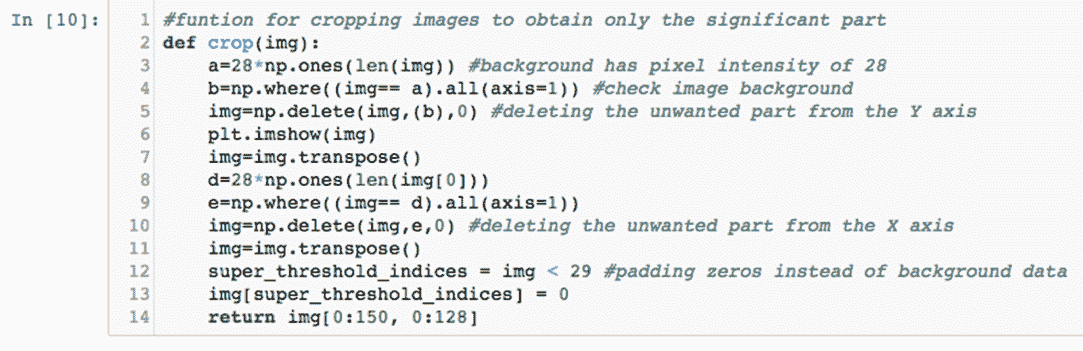 In [10]:
1 #funtion for cropping images to obtain only the significant part
2 def crop(img):
3     a=28*np.ones(len(img)) #background has pixel intensity of 28
4     b=np.where((img== a).all(axis=1)) #check image background
5     img=np.delete(img,(b),0) #deleting the unwanted part from the Y axis
6     plt.imshow(img)
7     img=img.transpose()
8     d=28*np.ones(len(img[0]))
9     e=np.where((img== d).all(axis=1))
10     img=np.delete(img,e,0) #deleting the unwanted part from the X axis
11     img=img.transpose()
12     super_threshold_indices = img < 29 #padding zeros instead of background data
13     img[super_threshold_indices] = 0
14     return img[0:150, 0:128]